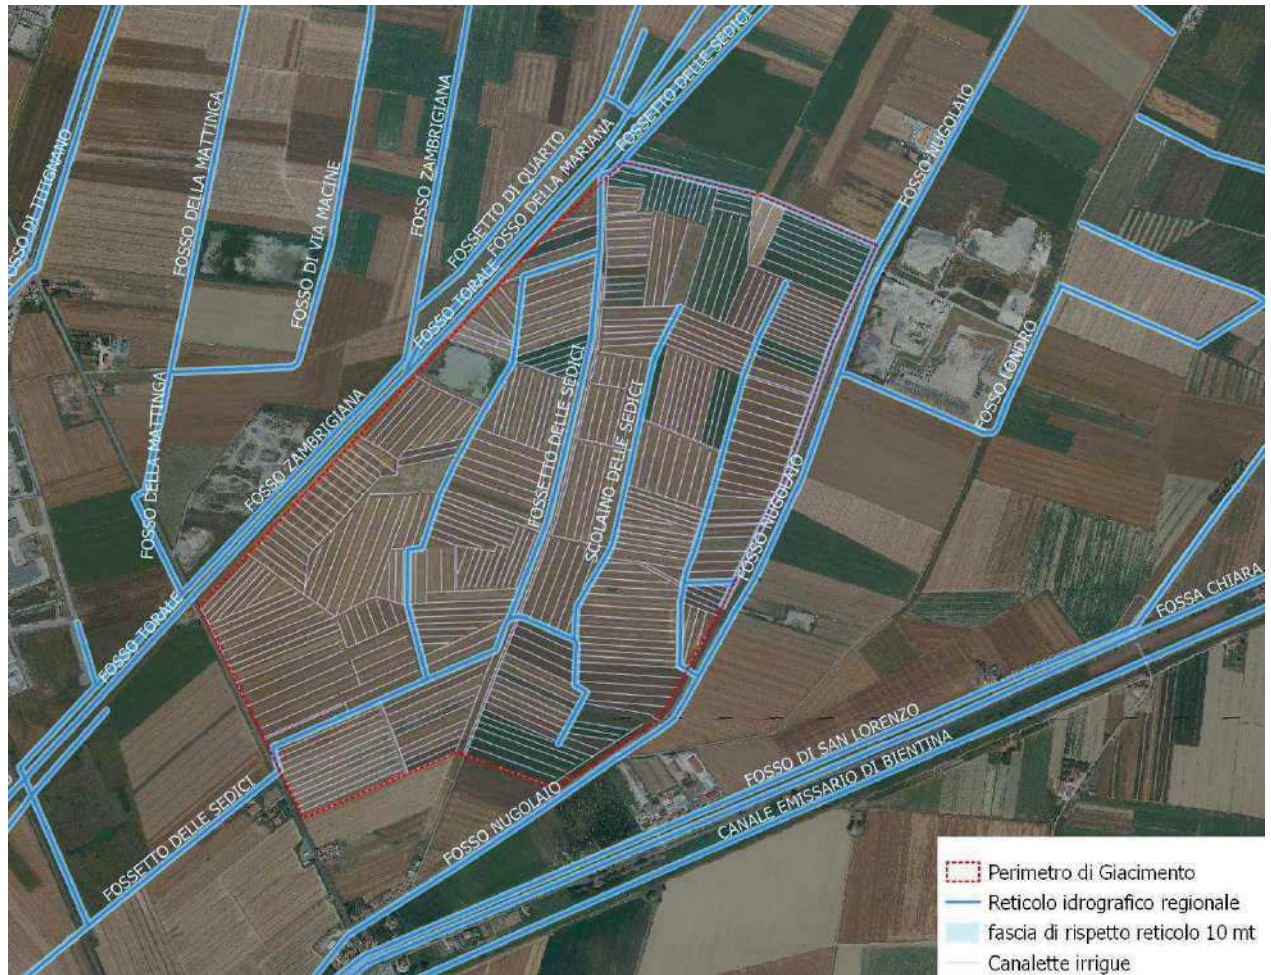 FOSSETTO DELLE SEDICI
FOSSO DI TITIGNANO
FOSSO DELLA MATTINGA
FOSSO DI VIA MACINE
FOSSO ZAMBRIGIANA
FOSSETTO DI QUARTO
FOSSO DELLA MARIANA
FOSSO NUGOLAIO
FOSSO TORALE
FOSSO LONDRO
FOSSO ZAMBRIGIANA
FOSSO DELLA MATTINGA
FOSSETTO DELLE SEDICI
SCOLAINO DELLE SEDICI
FOSSO NUGOLAIO
FOSSA CHIARA
FOSSO TORALE
FOSSO DI SAN LORENZO
CANALE EMISSARIO DI BIENTINA
FOSSETTO DELLE SEDICI
FOSSO NUGOLAIO
Perimetro di Giacimento
Reticolo idrografico regionale
fascia di rispetto reticolo 10 mt
Canalette irrigue